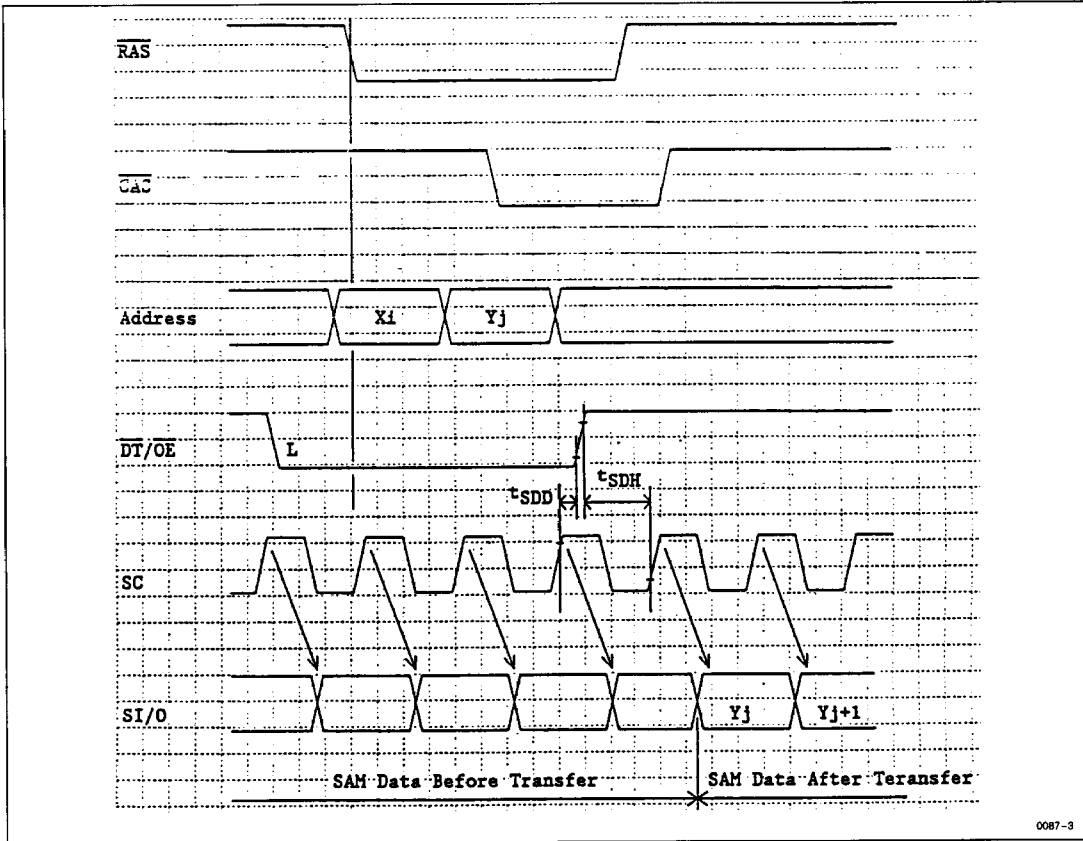 RAS
CAC
Address
Xi
Yj
DT/OE
L
tSDD
tSDH
SC
SI/O
Yj
Yj+1
SAM Data Before Transfer
SAM Data After Teransfer
0087-3